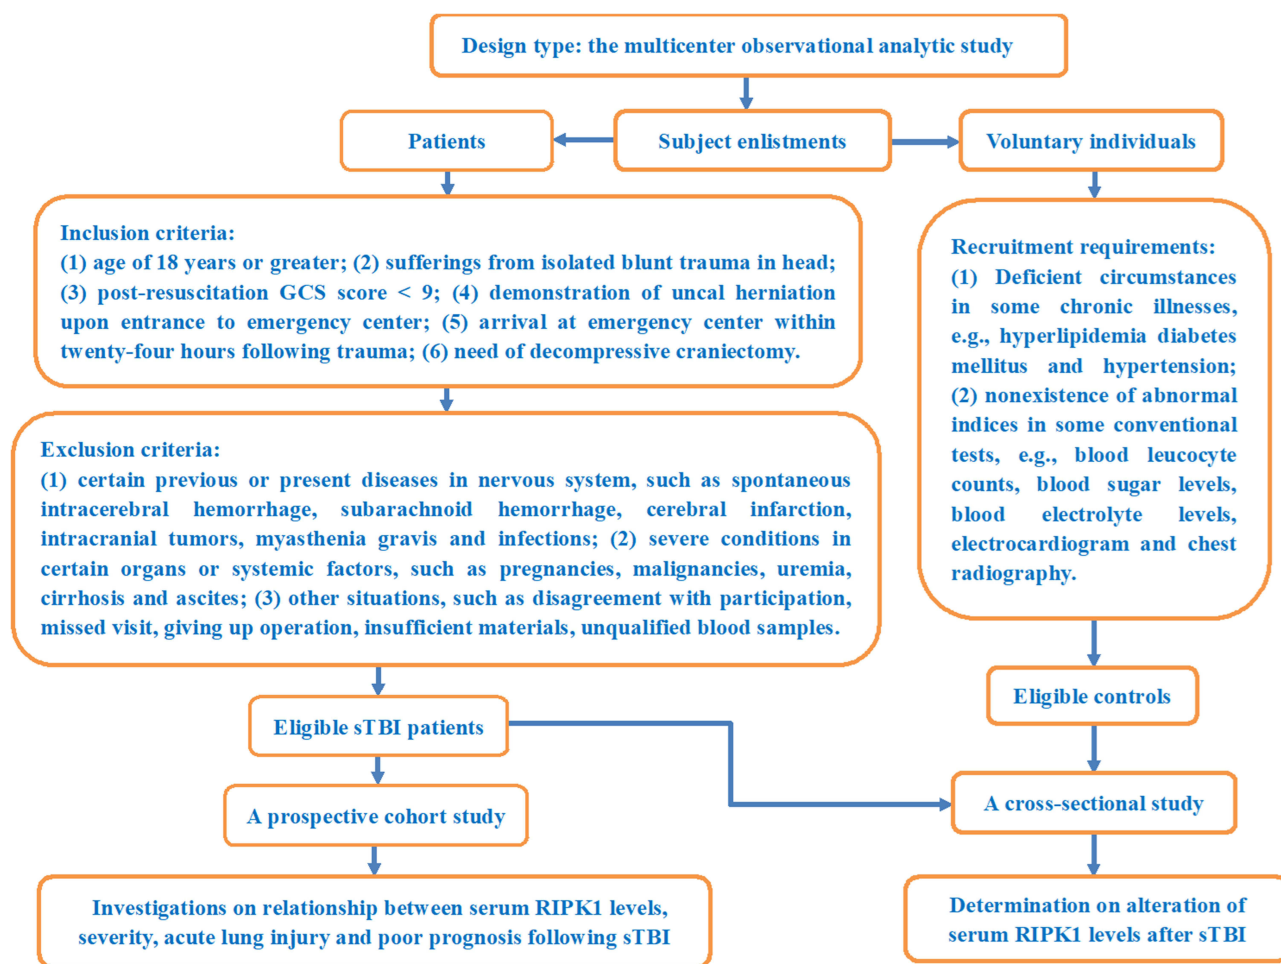 Design type: the multicenter observational analytic study
Patients
Subject enlistments
Voluntary individuals
Inclusion criteria:
(1) age of 18 years or greater; (2) sufferings from isolated blunt trauma in head;
(3) post-resuscitation GCS score < 9; (4) demonstration of uncal herniation
upon entrance to emergency center; (5) arrival at emergency center within
twenty-four hours following trauma; (6) need of decompressive craniectomy.
Recruitment requirements:
(1) Deficient circumstances
in some chronic illnesses,
e.g., hyperlipidemia diabetes
mellitus and hypertension;
(2) nonexistence of abnormal
indices in some conventional
tests, e.g., blood leucocyte
counts, blood sugar levels,
blood electrolyte levels,
electrocardiogram and chest
radiography.
Exclusion criteria:
(1) certain previous or present diseases in nervous system, such as spontaneous
intracerebral hemorrhage, subarachnoid hemorrhage, cerebral infarction,
intracranial tumors, myasthenia gravis and infections; (2) severe conditions in
certain organs or systemic factors, such as pregnancies, malignancies, uremia,
cirrhosis and ascites; (3) other situations, such as disagreement with participation,
missed visit, giving up operation, insufficient materials, unqualified blood samples.
Eligible sTBI patients
Eligible controls
A prospective cohort study
A cross-sectional study
Investigations on relationship between serum RIPK1 levels,
severity, acute lung injury and poor prognosis following sTBI
Determination on alteration of
serum RIPK1 levels after sTBI